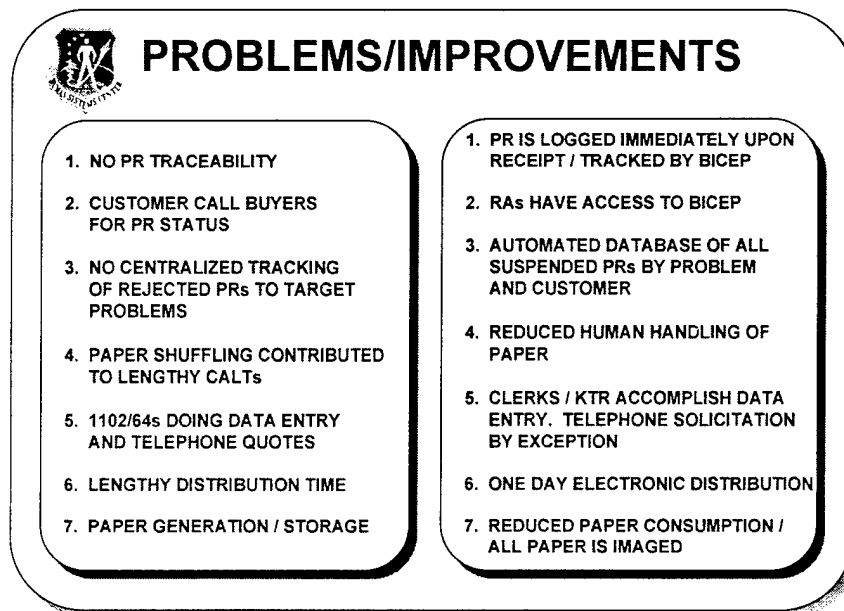 PROBLEMS/IMPROVEMENTS
1. NO PR TRACEABILITY
2. CUSTOMER CALL BUYERS
FOR PR STATUS
3. NO CENTRALIZED TRACKING
OF REJECTED PRs TO TARGET
PROBLEMS
4. PAPER SHUFFLING CONTRIBUTED
TO LENGTHY CALTs
5. 1102/64s DOING DATA ENTRY
AND TELEPHONE QUOTES
6. LENGTHY DISTRIBUTION TIME
7. PAPER GENERATION / STORAGE
1. PR IS LOGGED IMMEDIATELY UPON
RECEIPT / TRACKED BY BICEP
2. RAs HAVE ACCESS TO BICEP
3. AUTOMATED DATABASE OF ALL
SUSPENDED PRs BY PROBLEM
AND CUSTOMER
4. REDUCED HUMAN HANDLING OF
PAPER
5. CLERKS / KTR ACCOMPLISH DATA
ENTRY. TELEPHONE SOLICITATION
BY EXCEPTION
6. ONE DAY ELECTRONIC DISTRIBUTION
7. REDUCED PAPER CONSUMPTION /
ALL PAPER IS IMAGED